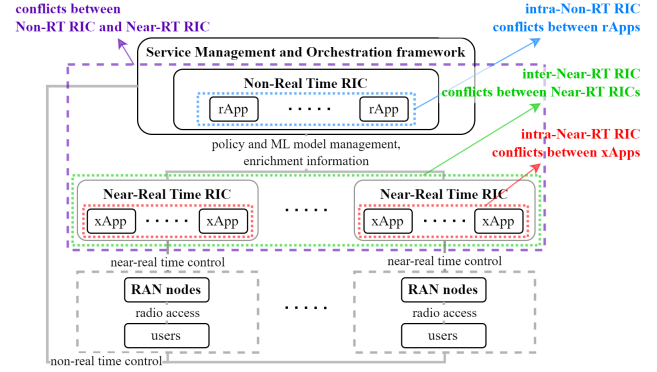 conflicts between
Non-RT RIC and Near-RT RIC
intra-Non-RT RIC
conflicts between rApps
Service Management and Orchestration framework
Non-Real Time RIC
rApp
rApp
inter-Near-RT RIC
conflicts between Near-RT RICs
policy and ML model management,
enrichment information
intra-Near-RT RIC
conflicts between xApps
Near-Real Time RIC
Near-Real Time RIC
xApp
xApp
xApp
xApp
near-real time control
near-real time control
RAN nodes
RAN nodes
radio access
radio access
users
users
non-real time control